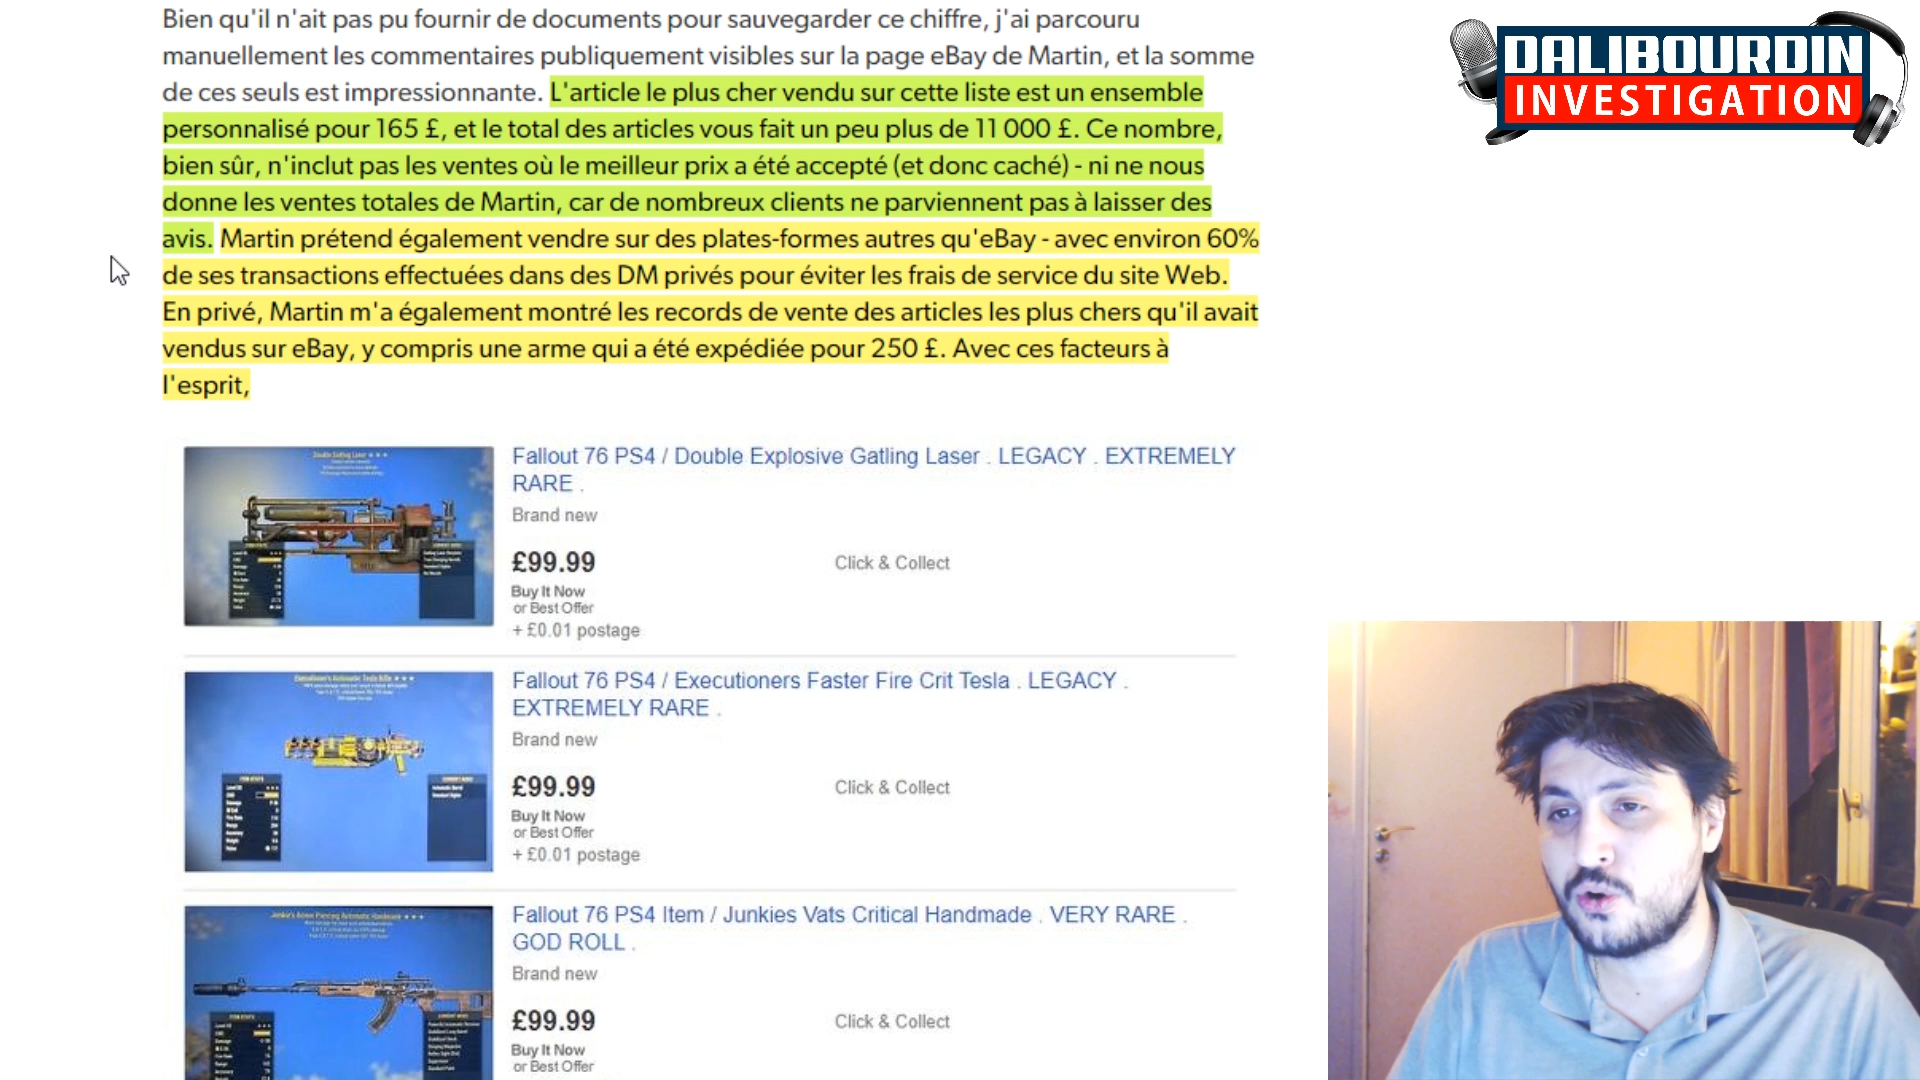 Bien qu'il n'ait pas pu fournir de documents pour sauvegarder ce chiffre, j'ai parcouru
manuellement les commentaires publiquement visibles sur la page eBay de Martin, et la somme
de ces seuls est impressionnante. L'article le plus cher vendu sur cette liste est un ensemble
personnalisé pour 165 £, et le total des articles vous fait un peu plus de 11 000 £. Ce nombre,
bien sûr, n'inclut pas les ventes où le meilleur prix a été accepté (et donc caché) - ni ne nous
donne les ventes totales de Martin, car de nombreux clients ne parviennent pas à laisser des
avis. Martin prétend également vendre sur des plates-formes autres qu'eBay - avec environ 60%
de ses transactions effectuées dans des DM privés pour éviter les frais de service du site Web.
En privé, Martin m'a également montré les records de vente des articles les plus chers qu'il avait
vendus sur eBay, y compris une arme qui a été expédiée pour 250 £. Avec ces facteurs à
l'esprit,
DALIBOURDIN
INVESTIGATION
Fallout 76 PS4 / Double Explosive Gatling Laser . LEGACY . EXTREMELY
RARE .
Brand new
£99.99
Click & Collect
Buy It Now
or Best Offer
+ £0.01 postage
Fallout 76 PS4 / Executioners Faster Fire Crit Tesla . LEGACY .
EXTREMELY RARE .
Brand new
£99.99
Click & Collect
Buy It Now
or Best Offer
+ £0.01 postage
Fallout 76 PS4 Item / Junkies Vats Critical Handmade . VERY RARE .
GOD ROLL .
Brand new
£99.99
Click & Collect
Buy It Now
or Best Offer